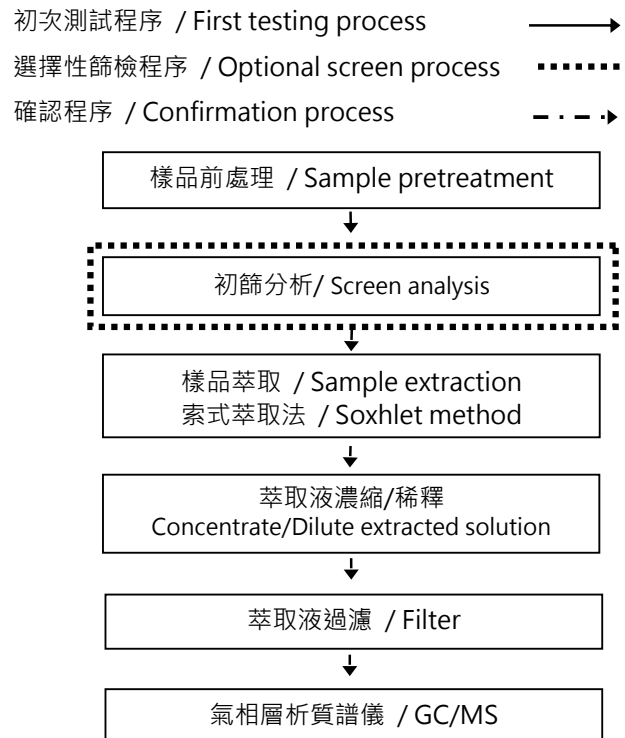 初次測試程序 / First testing process
選擇性篩檢程序 / Optional screen process
確認程序 / Confirmation process
樣品前處理 / Sample pretreatment
初篩分析/ Screen analysis
樣品萃取 / Sample extraction
索式萃取法 / Soxhlet method
萃取液濃縮/稀釋
Concentrate/Dilute extracted solution
萃取液過濾 / Filter
氣相層析質譜儀 / GC/MS